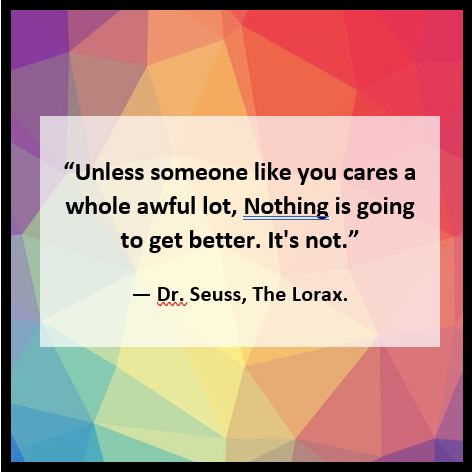 “Unless someone like you cares a
whole awful lot, Nothing is going
to get better. It's not.”
— Dr. Seuss, The Lorax.